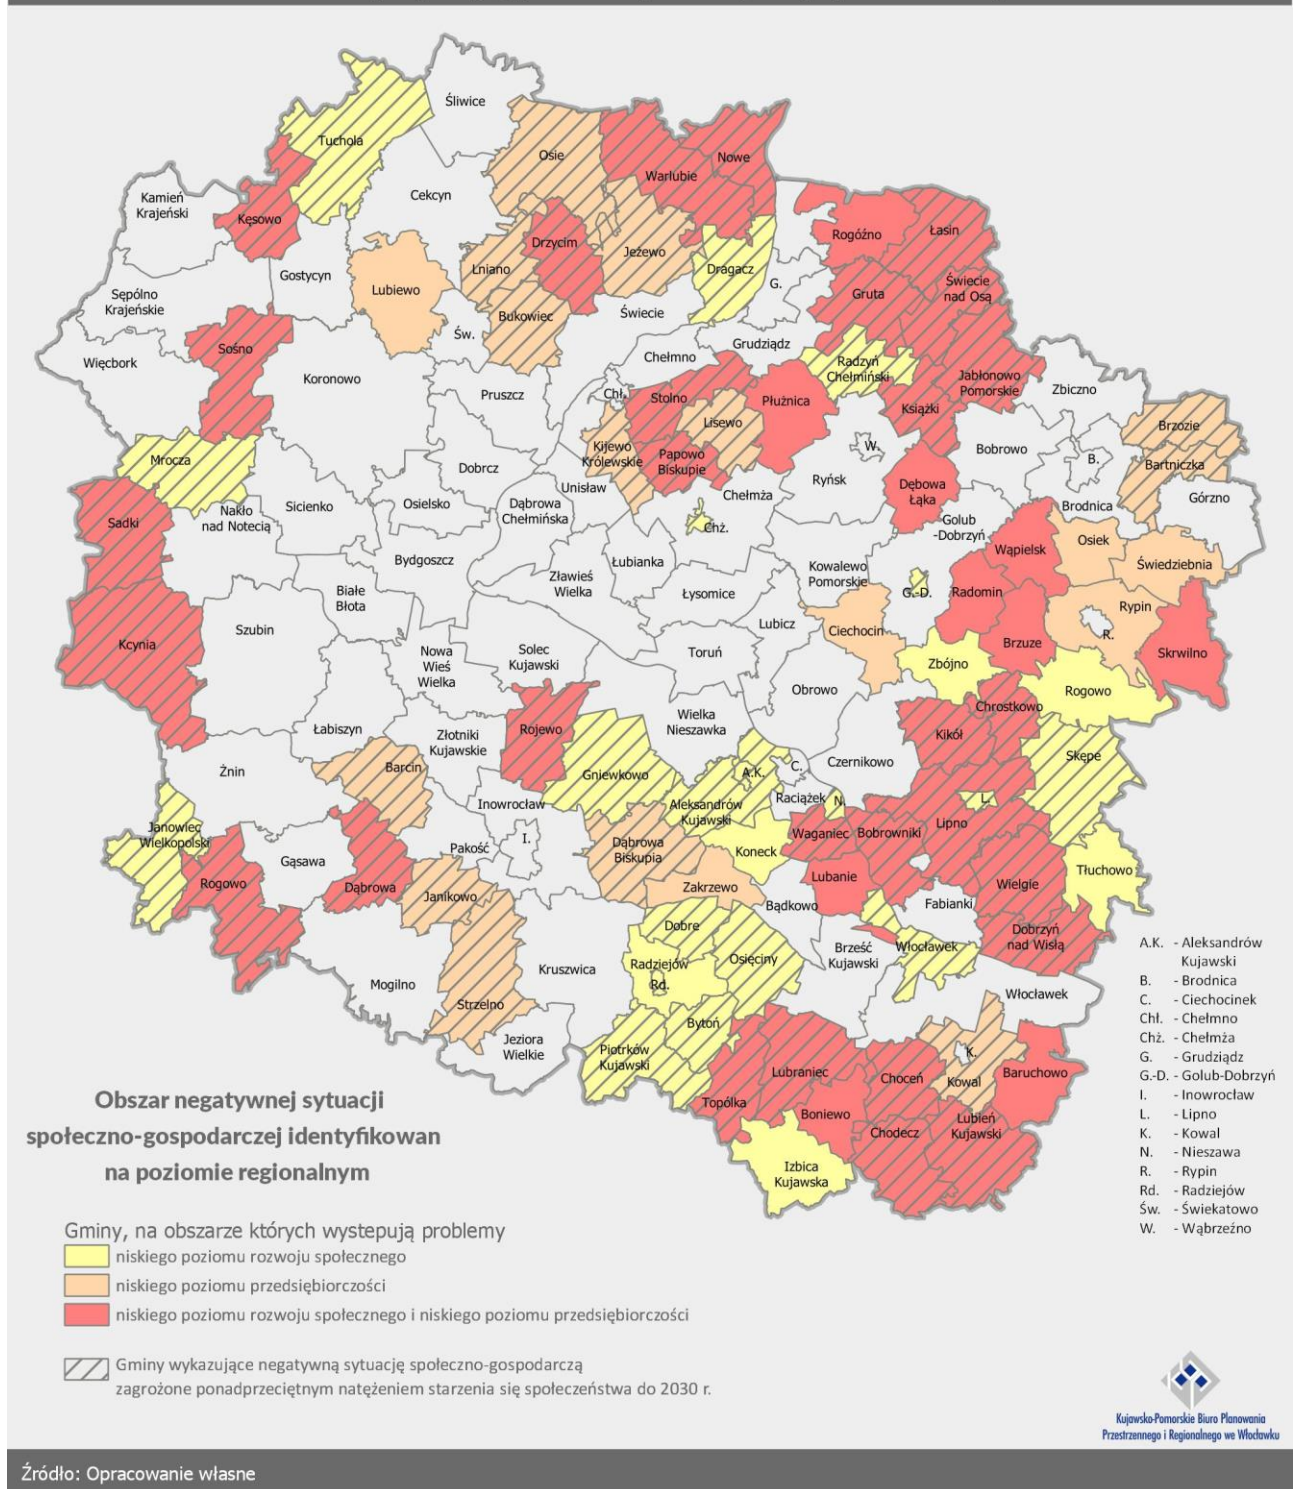 Śliwice
Tuchola
Osie
Nowe
Warlubie
Kamień
Krajeński
Cekcyn
Kęsowo
Rogóźno
Łasin
Drzycim
Jeżewo
Lniano
Dragacz
Gostycyn
Lubiewo
G.
Gruta
Świecie
nad Osą
Sępólno
Krajeńskie
Bukowiec
Świecie
Św.
Grudziądz
Sośno
Chełmno
Radzyń
Chełmiński
Więcbork
Koronowo
Jabłonowo
Pomorskie
Zbiczno
Pruszcz
Chł.
Stolno
Płużnica
Książki
Lisewo
Brzozie
Kijewo
Królewskie
W.
Bobrowo
Mrocza
Papowo
Biskupie
B.
Bartniczka
Dobrcz
Unisław
Ryńsk
Dębowa
Łąka
Chełmża
Górzno
Sadki
Nakło
nad Notecią
Sicienko
Osielsko
Dąbrowa
Chełmińska
Chż.
Brodnica
Golub
-Dobrzyń
Osiek
Wąpielsk
Bydgoszcz
Łubianka
Kowalewo
Pomorskie
Świedziebnia
Zławieś
Wielka
Łysomice
G.-D.
Radomin
Białe
Błota
Rypin
Szubin
Lubicz
Ciechocin
R.
Kcynia
Nowa
Wieś
Wielka
Solec
Kujawski
Toruń
Brzuze
Skrwilno
Zbójno
Obrowo
Rogowo
Chrostkowo
Łabiszyn
Złotniki
Kujawskie
Rojewo
Wielka
Nieszawka
Kikół
Skępe
Żnin
Barcin
Gniewkowo
A.K.
C.
Czernikowo
Inowrocław
Aleksandrów
Kujawski
Raciążek
N.
L.
Janowiec
Wielkopolski
I.
Pakość
Dąbrowa
Biskupia
Koneck
Waganiec
Bobrowniki
Lipno
Gąsawa
Rogowo
Dąbrowa
Janikowo
Zakrzewo
Lubanie
Wielgie
Tłuchowo
Bądkowo
Fabianki
Dobre
Dobrzyń
nad Wisłą
Radziejów
Osięciny
Brześć
Kujawski
Włocławek
Kruszwica
Mogilno
Rd.
Strzelno
Włocławek
Bytoń
Jeziora
Wielkie
Piotrków
Kujawski
K.
Lubraniec
Choceń
Kowal
Baruchowo
Topólka
Boniewo
Chodecz
Lubień
Kujawski
Izbica
Kujawska
A.K. - Aleksandrów
Kujawski
B. - Brodnica
C. - Ciechocinek
Chł. - Chełmno
Chż. - Chełmża
G. - Grudziądz
G.-D. - Golub-Dobrzyń
I. - Inowrocław
L. - Lipno
K. - Kowal
N. - Nieszawa
R. - Rypin
Rd. - Radziejów
Św. - Świekatowo
W. - Wąbrzeźno
Obszar negatywnej sytuacji
społeczno-gospodarczej identyfikowan
na poziomie regionalnym
Gminy, na obszarze których wystepują problemy
niskiego poziomu rozwoju społecznego
niskiego poziomu przedsiębiorczości
niskiego poziomu rozwoju społecznego i niskiego poziomu przedsiębiorczości
Gminy wykazujące negatywną sytuację społeczno-gospodarczą
zagrożone ponadprzeciętnym natężeniem starzenia się społeczeństwa do 2030 r.
Kujawsko-Pomorskie Biuro Planowania
Przestrzennego i Regionalnego we Włocławku
Źródło: Opracowanie własne